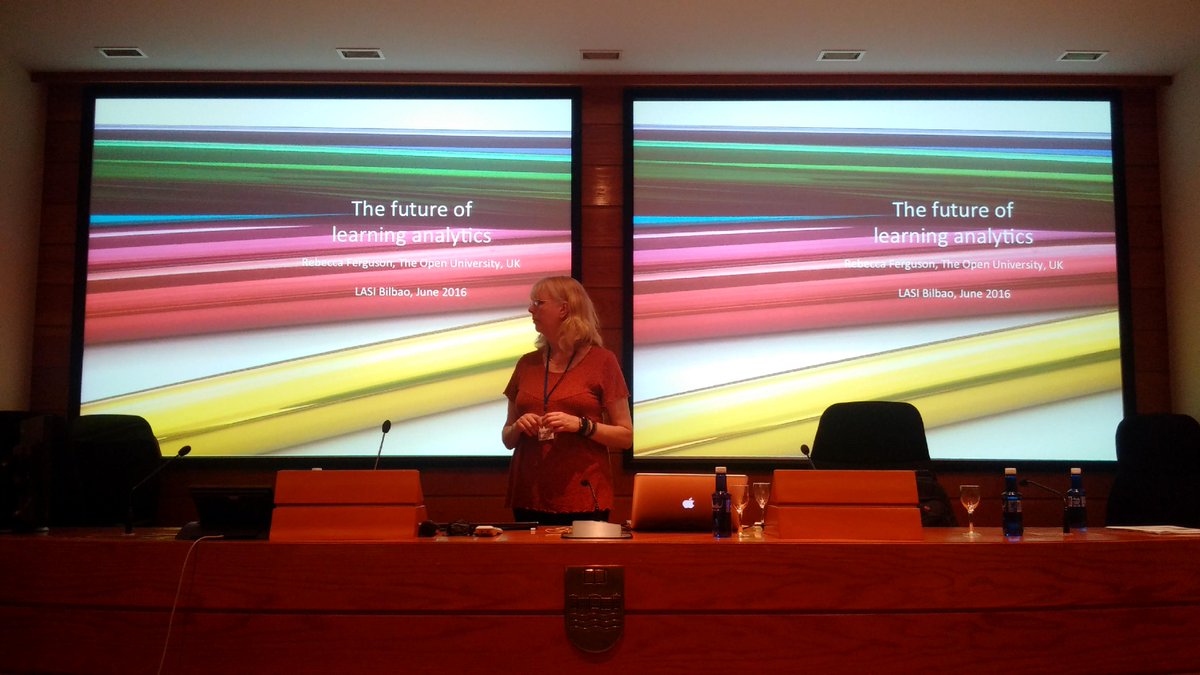 The future of
learning analytics
Rebecca Ferguson, The Open University, UK
LASI Bilbao, June 2016
The future of
learning analytics
Rebecca Ferguson, The Open University, UK
LASI Bilbao, June 2016